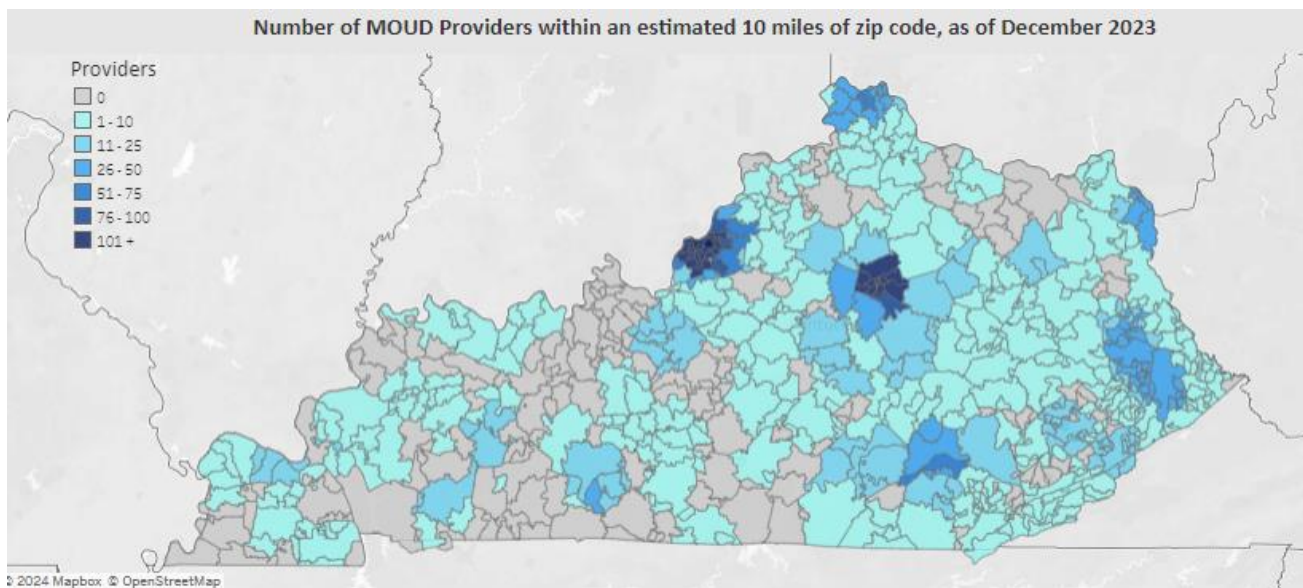 Number of MOUD Providers within an estimated 10 miles of zip code, as of December 2023
Providers
0
1 - 10
11 - 25
26 - 50
51 - 75
76 - 100
101 +
© 2024 Mapbox © OpenStreetMap